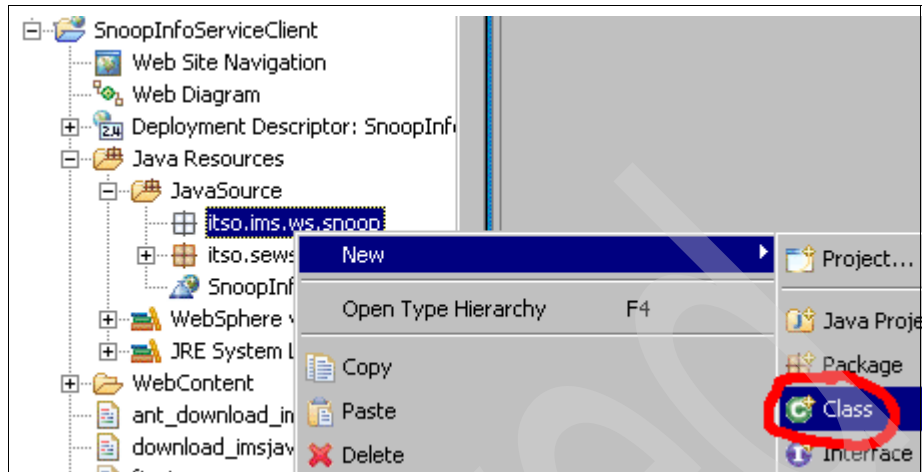 SnoopInfoServiceClient
Web Site Navigation
Web Diagram
2.4 Deployment Descriptor: SnoopInf
Java Resources
JavaSource
itso.ims.ws.snoop
itso.sews
SnoopInf
WebSphere v
JRE System L
WebContent
ant_download_in
download_imsjav
New
Open Type Hierarchy F4
Copy
Paste
Delete
Project...
Java Proje
Package
Class
Interface